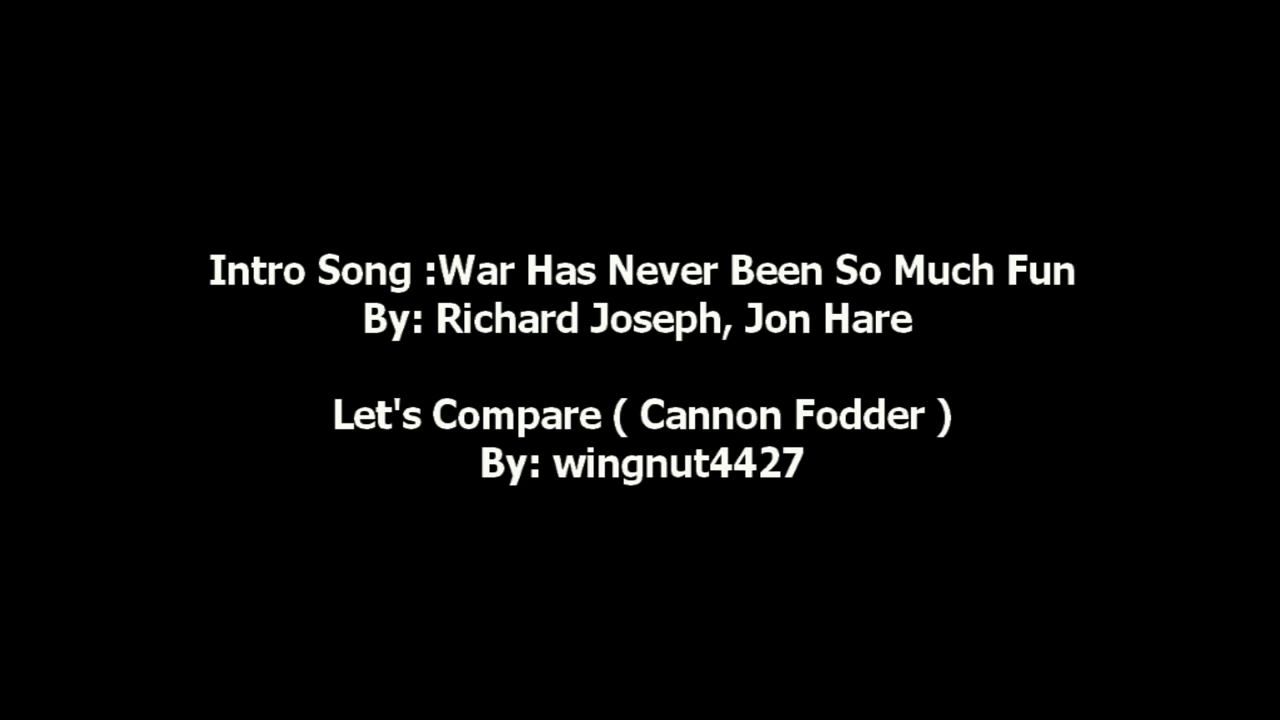 Intro Song :War Has Never Been So Much Fun
By: Richard Joseph, Jon Hare
Let's Compare ( Cannon Fodder )
By: wingnut4427